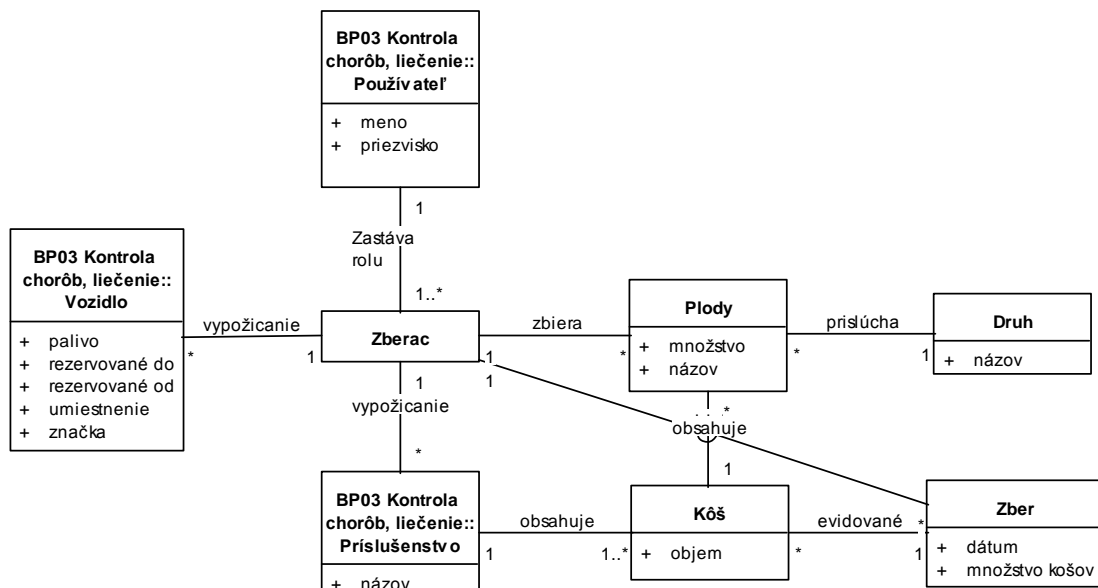 BP03 Kontrola
chorôb, liečenie::
Používateľ
+ meno
+ priezvisko
1
Zastáva
rolu
1..*
BP03 Kontrola
chorôb, liečenie::
Vozidlo
+ palivo
+ rezervované do
+ rezervované od
+ umiestnenie
+ značka
vypožicanie
*
1
Zberac
zbiera
1
*
1
Plody
+ množstvo
+ názov
prislúcha
*
1
Druh
+ názov
1
vypožicanie
*
*
obsahuje
1
BP03 Kontrola
chorôb, liečenie::
Príslušenstvo
+ názov
obsahuje
1
1..*
Kôš
+ objem
evidované
*
*
1
Zber
+ dátum
+ množstvo košov